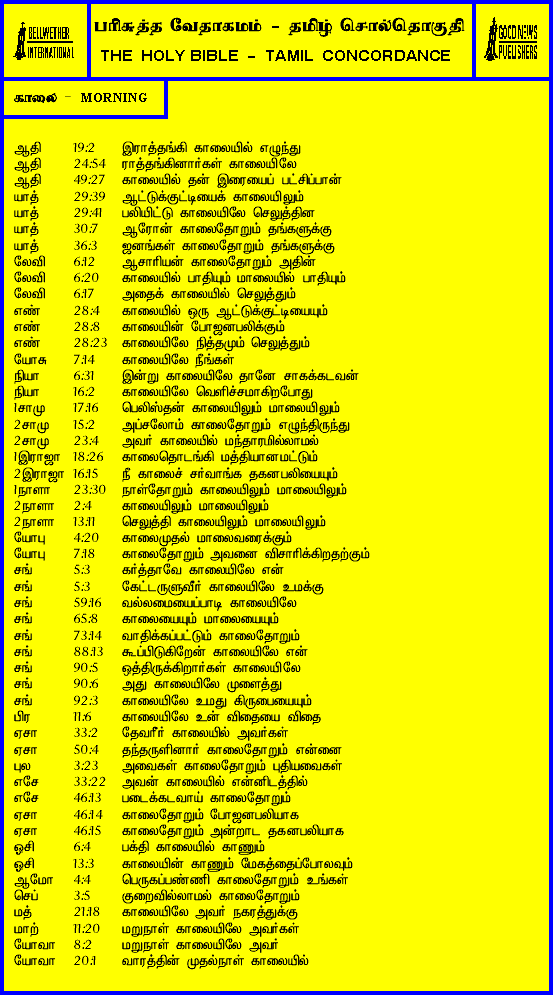 BELLWETHER
INTERNATIONAL
பரிசுத்த வேதாகமம் - தமிழ் சொல்தொகுதி
THE HOLY BIBLE - TAMIL CONCORDANCE
GOOD NEWS
PUBLISHERS
காலை - MORNING
ஆதி 19:2 இராத்தங்கி காலையில் எழுந்து
ஆதி 24:54 ராத்தங்கினார்கள் காலையிலே
ஆதி 49:27 காலையில் தன் இரையைப் பட்சிப்பான்
யாத் 29:39 ஆட்டுக்குட்டியைக் காலையிலும்
யாத் 29:41 பலியிட்டு காலையிலே செலுத்தின
யாத் 30:7 ஆரோன் காலைதோறும் தங்களுக்கு
யாத் 36:3 ஜனங்கள் காலைதோறும் தங்களுக்கு
லேவி 6:12 ஆசாரியன் காலைதோறும் அதின்
லேவி 6:20 காலையில் பாதியும் மாலையில் பாதியும்
லேவி 6:17 அதைக் காலையில் செலுத்தும்
எண் 28:4 காலையில் ஒரு ஆட்டுக்குட்டியையும்
எண் 28:8 காலையின் போஜனபலிக்கும்
எண் 28:23 காலையிலே நித்தமும் செலுத்தும்
யோசு 7:14 காலையிலே நீங்கள்
நியா 6:31 இன்று காலையிலே தானே சாகக்கடவன்
நியா 16:2 காலையிலே வெளிச்சமாகிறபோது
1சாமு 17:16 பெலிஸ்தன் காலையிலும் மாலையிலும்
2சாமு 15:2 அப்சலோம் காலைதோறும் எழுந்திருந்து
2சாமு 23:4 அவர் காலையில் மந்தாரமில்லாமல்
1இராஜா 18:26 காலைதொடங்கி மத்தியானமட்டும்
2இராஜா 16:15 நீ காலைச் சர்வாங்க தகனபலியையும்
1நாளா 23:30 நாள்தோறும் காலையிலும் மாலையிலும்
2நாளா 2:4 காலையிலும் மாலையிலும்
2நாளா 13:11 செலுத்தி காலையிலும் மாலையிலும்
யோபு 4:20 காலைமுதல் மாலைவரைக்கும்
யோபு 7:18 காலைதோறும் அவனை விசாரிக்கிறதற்கும்
சங் 5:3 கர்த்தாவே காலையிலே என்
சங் 5:3 கேட்டருளுவீர் காலையிலே உமக்கு
சங் 59:16 வல்லமையைப்பாடி காலையிலே
சங் 65:8 காலையையும் மாலையையும்
சங் 73:14 வாதிக்கப்பட்டும் காலைதோறும்
சங் 88:13 கூப்பிடுகிறேன் காலையிலே என்
சங் 90:5 ஒத்திருக்கிறார்கள் காலையிலே
சங் 90:6 அது காலையிலே முளைத்து
சங் 92:3 காலையிலே உமது கிருபையையும்
பிர 11:6 காலையிலே உன் விதையை விதை
ஏசா 33:2 தேவரீர் காலையில் அவர்கள்
ஏசா 50:4 தந்தருளினார் காலைதோறும் என்னை
புல 3:23 அவைகள் காலைதோறும் புதியவைகள்
எசே 33:22 அவன் காலையில் என்னிடத்தில்
எசே 46:13 படைக்கடவாய் காலைதோறும்
ஏசா 46:14 காலைதோறும் போஜனபலியாக
ஏசா 46:15 காலைதோறும் அன்றாட தகனபலியாக
ஓசி 6:4 பக்தி காலையில் காணும்
ஓசி 13:3 காலையின் காணும் மேகத்தைப்போலவும்
ஆமோ 4:4 பெருகப்பண்ணி காலைதோறும் உங்கள்
செப் 3:5 குறைவில்லாமல் காலைதோறும்
மத் 21:18 காலையிலே அவர் நகரத்துக்கு
மாற் 11:20 மறுநாள் காலையிலே அவர்கள்
யோவா 8:2 மறுநாள் காலையிலே அவர்
யோவா 20:1 வாரத்தின் முதல்நாள் காலையில்